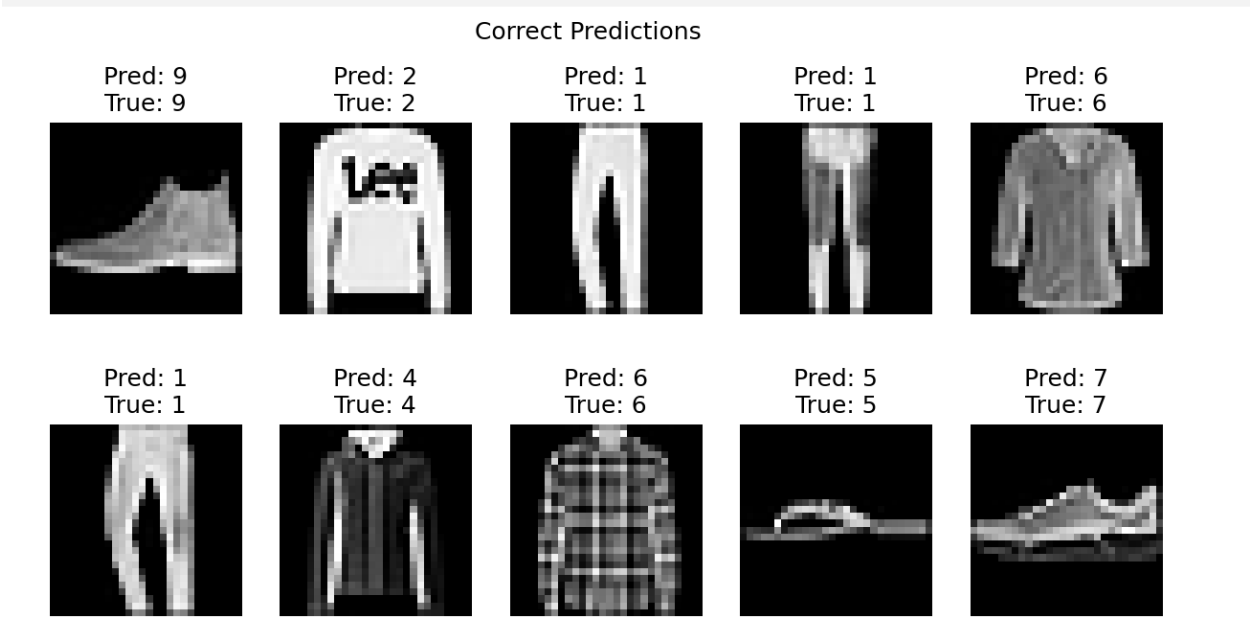 Correct Predictions
Pred: 9
True: 9
Pred: 2
True: 2
Pred: 1
True: 1
Pred: 1
True: 1
Pred: 6
True: 6
Lee
Pred: 1
True: 1
Pred: 4
True: 4
Pred: 6
True: 6
Pred: 5
True: 5
Pred: 7
True: 7